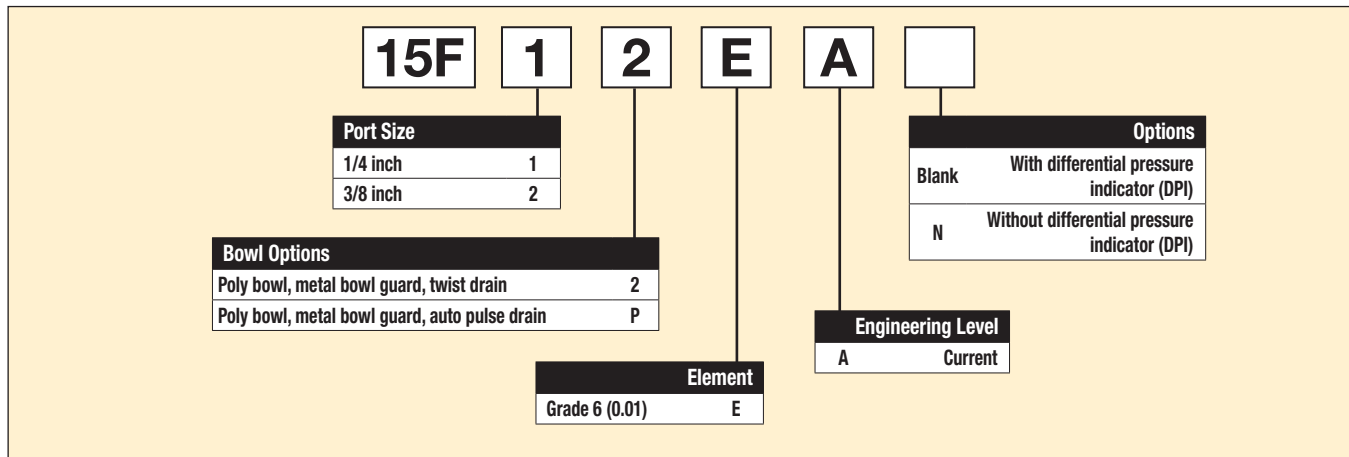 15F 1 2 E A
Port Size
1/4 inch 1
3/8 inch 2
Options
Blank With differential pressure
indicator (DPI)
N Without differential pressure
indicator (DPI)
Bowl Options
Poly bowl, metal bowl guard, twist drain 2
Poly bowl, metal bowl guard, auto pulse drain P
Engineering Level
A Current
Element
Grade 6 (0.01) E